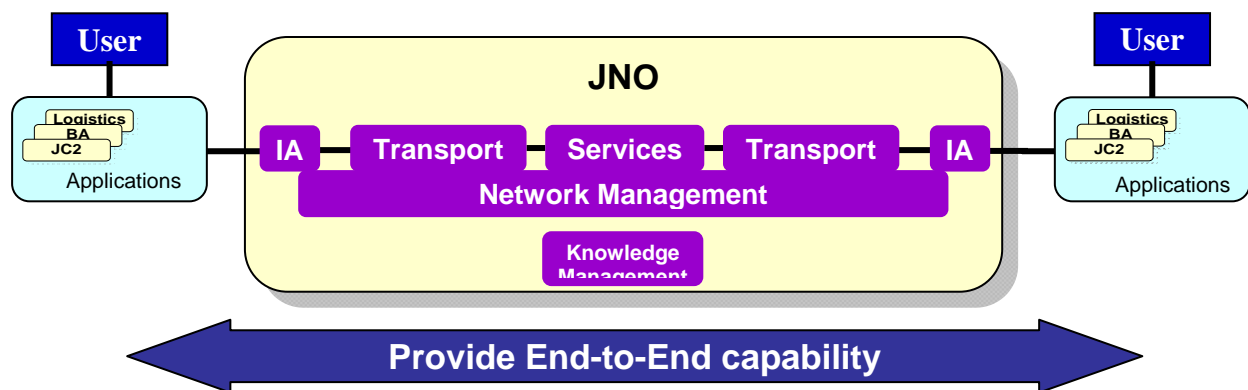 User
User
JNO
Logistics
BA
JC2
Applications
IA
Transport
Services
Transport
IA
Logistics
BA
JC2
Applications
Network Management
Knowledge
Management
Provide End-to-End capability